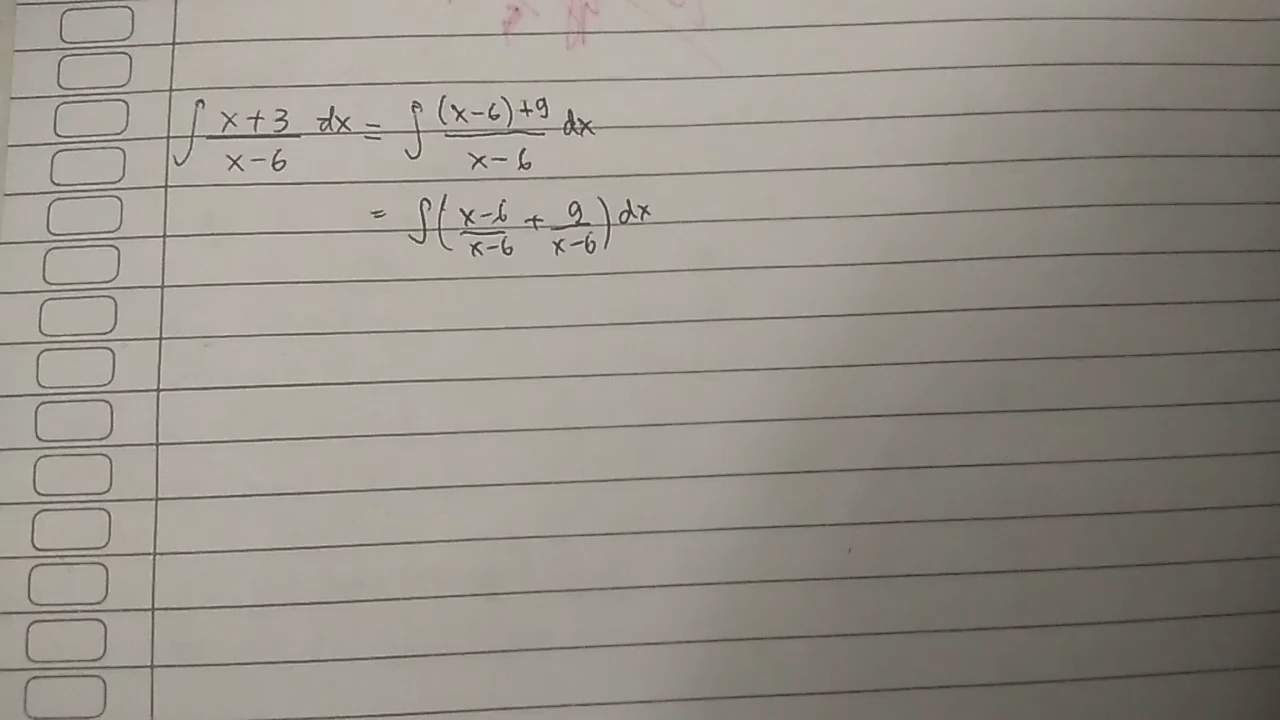 ∫ (x+3)/(x-6) dx = ∫ ((x-6)+9)/(x-6) dx
= ∫((x-6)/(x-6) + 9/(x-6)) dx